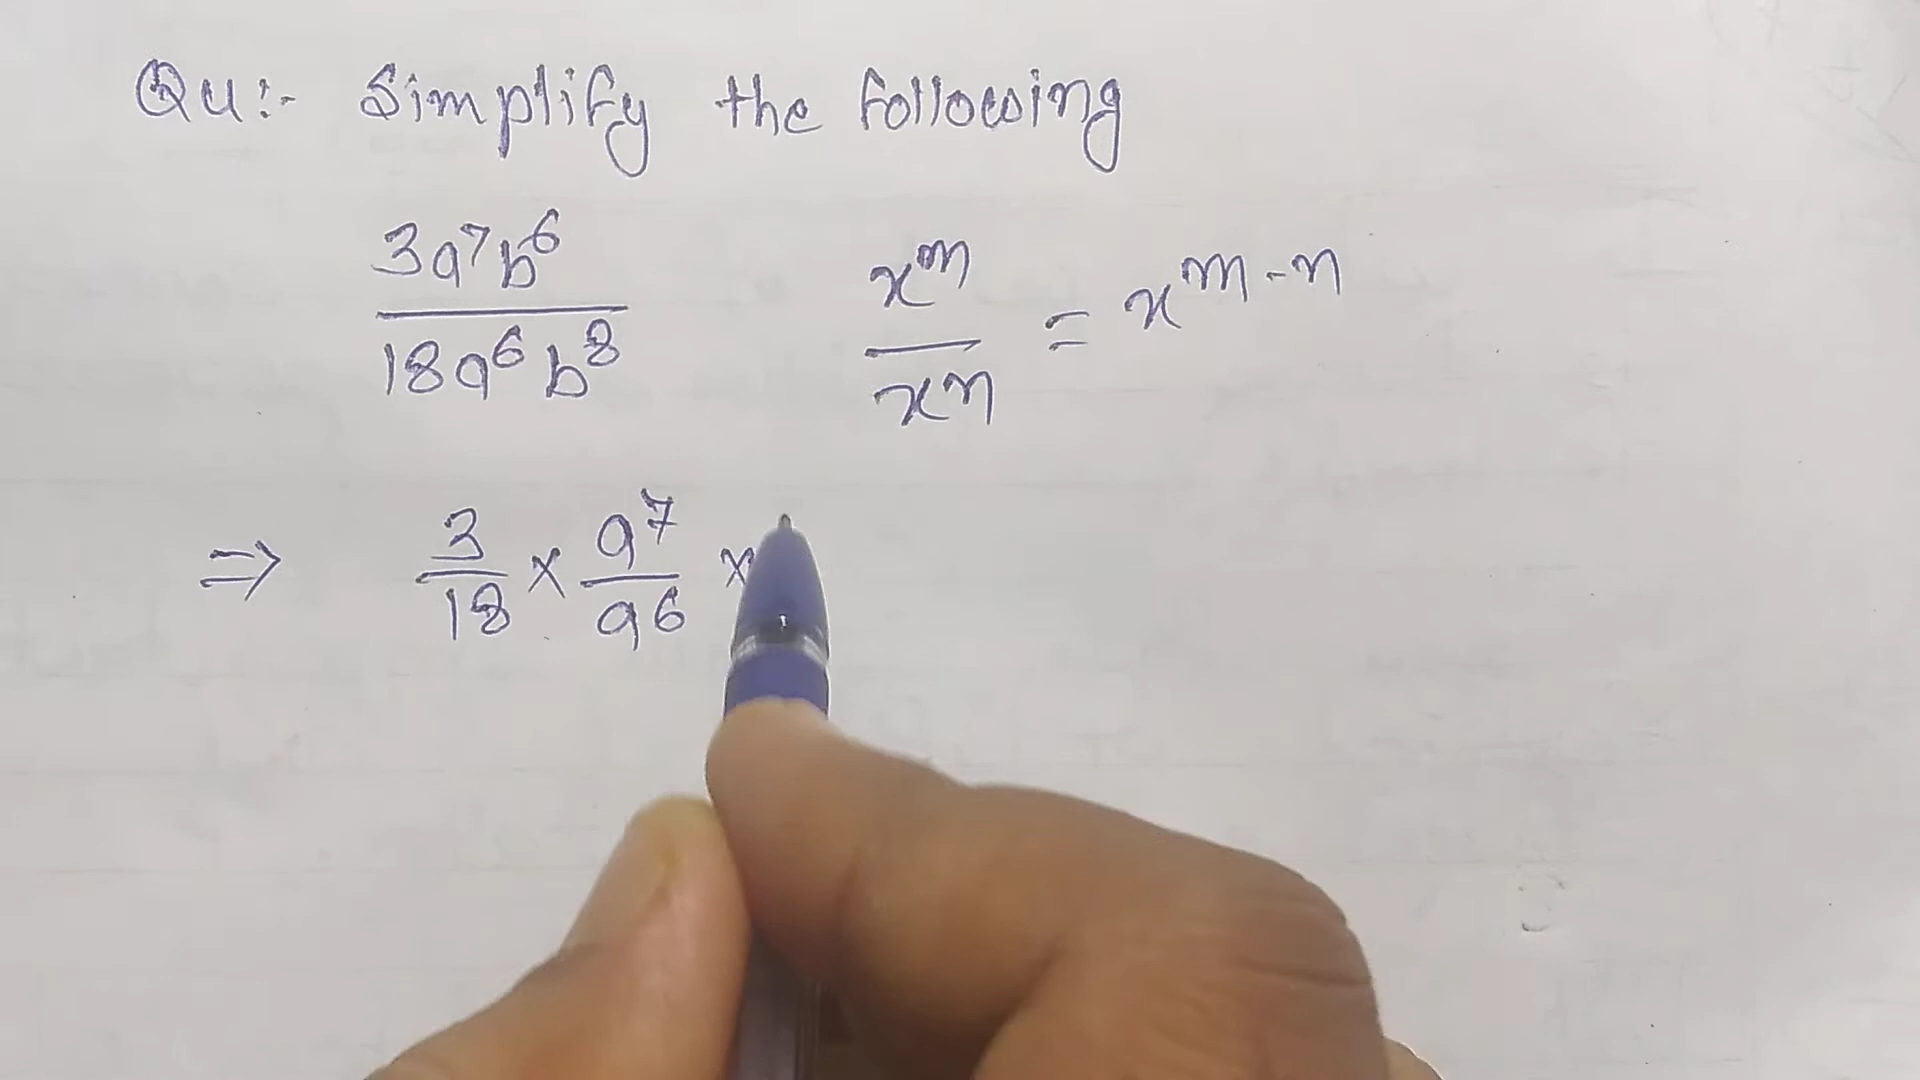 Qu:- Simplify the following
3a⁷b⁶ / 18a⁶b⁸
xᵐ / xⁿ = xᵐ⁻ⁿ
⇒ 3/18 × a⁷/a6 ×